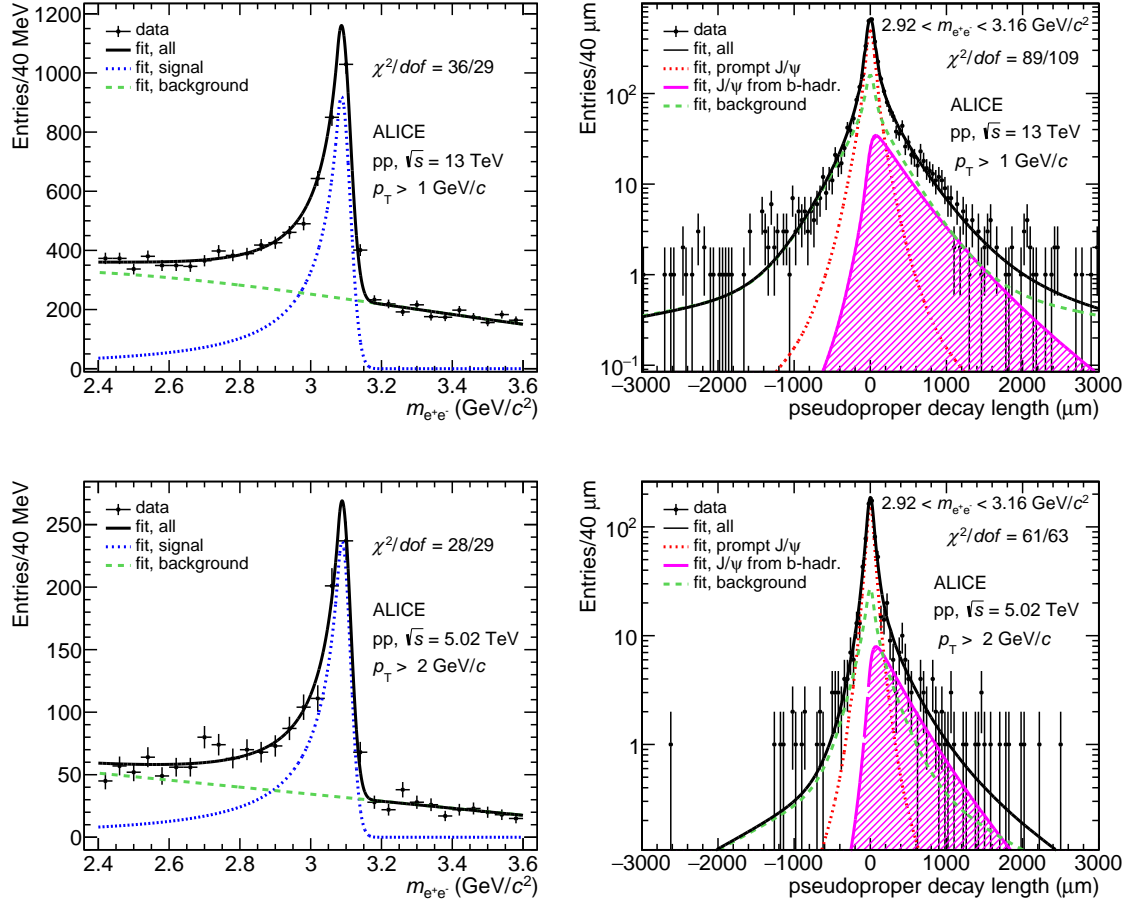 Entries/40 MeV
1200
1000
800
600
400
200
0
data
fit, all
fit, signal
fit, background
χ²/dof = 36/29
ALICE
pp, √s = 13 TeV
p_T > 1 GeV/c
2.4 2.6 2.8 3 3.2 3.4 3.6
m_e⁺e⁻ (GeV/c²)
Entries/40 μm
10²
10
1
10⁻¹
data
fit, all
fit, prompt J/ψ
fit, J/ψ from b-hadr.
fit, background
2.92 < m_e⁺e⁻ < 3.16 GeV/c²
χ²/dof = 89/109
ALICE
pp, √s = 13 TeV
p_T > 1 GeV/c
−3000 −2000 −1000 0 1000 2000 3000
pseudoproper decay length (μm)
Entries/40 MeV
250
200
150
100
50
0
data
fit, all
fit, signal
fit, background
χ²/dof = 28/29
ALICE
pp, √s = 5.02 TeV
p_T > 2 GeV/c
2.4 2.6 2.8 3 3.2 3.4 3.6
m_e⁺e⁻ (GeV/c²)
Entries/40 μm
10²
10
1
data
fit, all
fit, prompt J/ψ
fit, J/ψ from b-hadr.
fit, background
2.92 < m_e⁺e⁻ < 3.16 GeV/c²
χ²/dof = 61/63
ALICE
pp, √s = 5.02 TeV
p_T > 2 GeV/c
−3000 −2000 −1000 0 1000 2000 3000
pseudoproper decay length (μm)